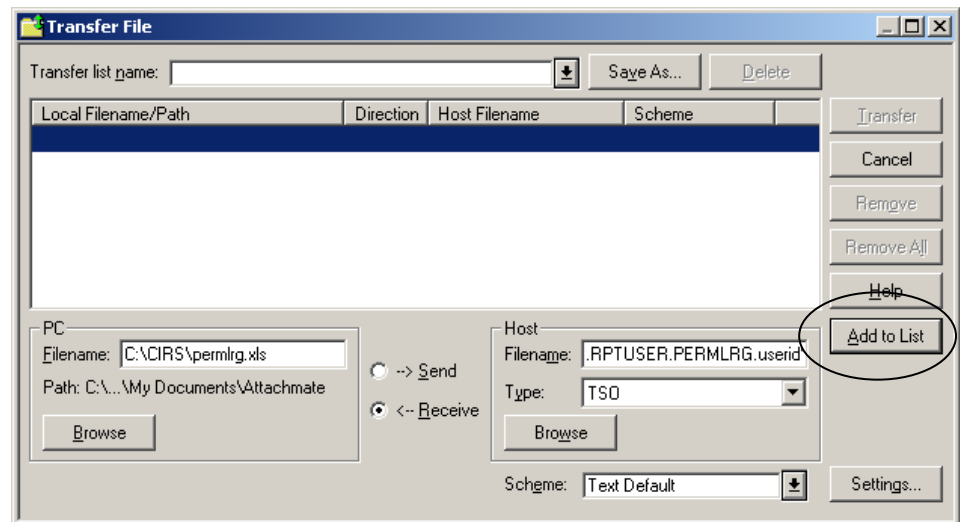 Transfer File
Transfer list name:
Save As...
Delete
Local Filename/Path Direction Host Filename Scheme
Transfer
Cancel
Remove
Remove All
Help
Add to List
PC
Filename: C:\CIRS\permlrg.xls
Path: C:\...\My Documents\Attachmate
Browse
--> Send
<-- Receive
Host
Filename: .RPTUSER.PERMLRG.userid
Type: TSO
Browse
Scheme: Text Default
Settings...